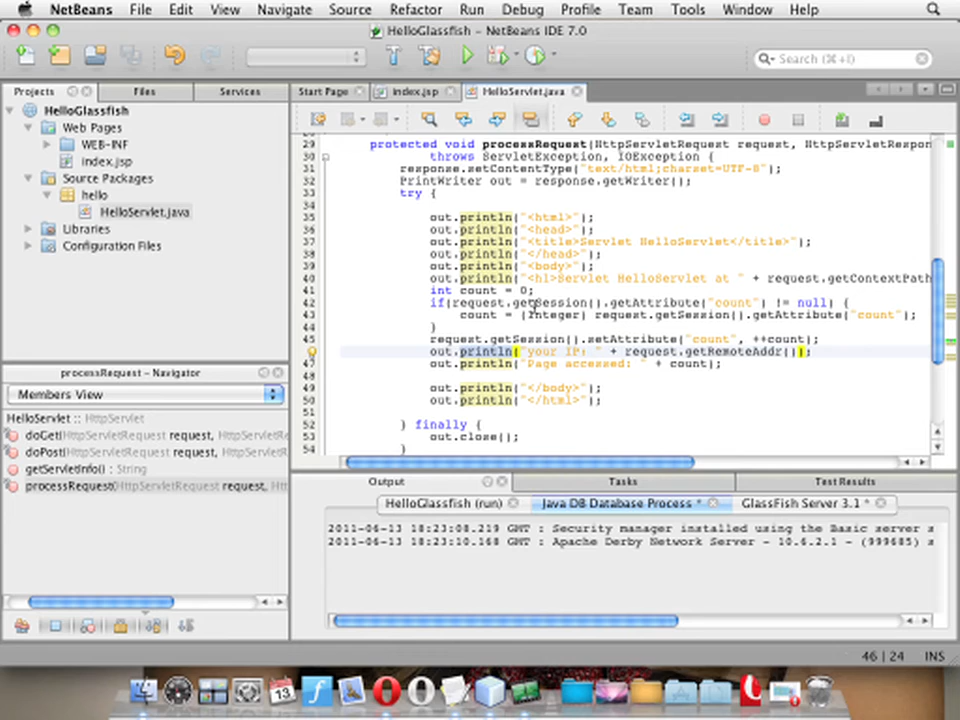 NetBeans File Edit View Navigate Source Refactor Run Debug Profile Team Tools Window Help
HelloGlassfish – NetBeans IDE 7.0
Search (⌘+I)
Projects Files Services
Start Page index.jsp HelloServlet.java
HelloGlassfish
Web Pages
WEB-INF
index.jsp
Source Packages
hello
HelloServlet.java
Libraries
Configuration Files
29 protected void processRequest(HttpServletRequest request, HttpServletRespon
30 throws ServletException, IOException {
31 response.setContentType("text/html;charset=UTF-8");
32 PrintWriter out = response.getWriter();
33 try {
34
35 out.println("<html>");
36 out.println("<head>");
37 out.println("<title>Servlet HelloServlet</title>");
38 out.println("</head>");
39 out.println("<body>");
40 out.println("<h1>Servlet HelloServlet at " + request.getContextPath
41 int count = 0;
42 if(request.getSession().getAttribute("count") != null) {
43 count = (Integer) request.getSession().getAttribute("count");
44 }
45 request.getSession().setAttribute("count", ++count);
out.println("your IP: " + request.getRemoteAddr());
47 out.println("Page accessed: " + count);
48
49 out.println("</body>");
50 out.println("</html>");
51
52 } finally {
53 out.close();
54 }
processRequest – Navigator
Members View
HelloServlet :: HttpServlet
doGet(HttpServletRequest request, HttpServletR
doPost(HttpServletRequest request, HttpServlet
getServletInfo() : String
processRequest(HttpServletRequest request, Htt
Output Tasks Test Results
HelloGlassfish (run) Java DB Database Process * GlassFish Server 3.1 *
2011-06-13 18:23:08.219 GMT : Security manager installed using the Basic server s
2011-06-13 18:23:10.168 GMT : Apache Derby Network Server - 10.6.2.1 - (999685) s
46 | 24 INS
13